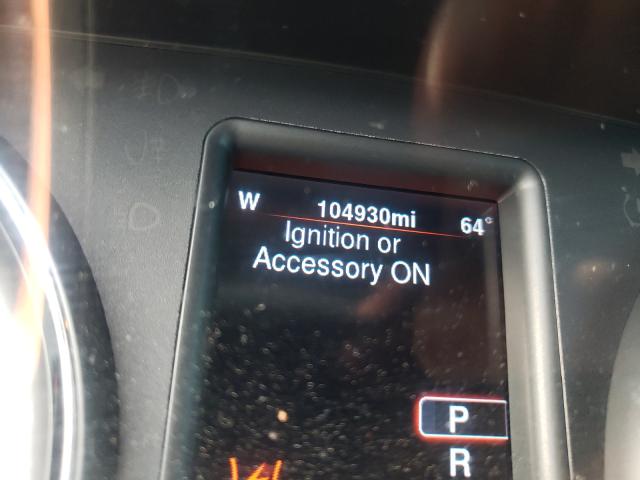 W 104930mi 64°
Ignition or
Accessory ON
P
R